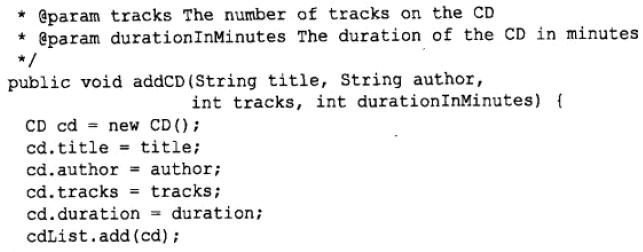 * @param tracks The number of tracks on the CD
* @param durationInMinutes The duration of the CD in minutes
*/
public void addCD(String title, String author,
int tracks, int durationInMinutes) {
CD cd = new CD();
cd.title = title;
cd.author = author;
cd.tracks = tracks;
cd.duration = duration;
cdList.add(cd);